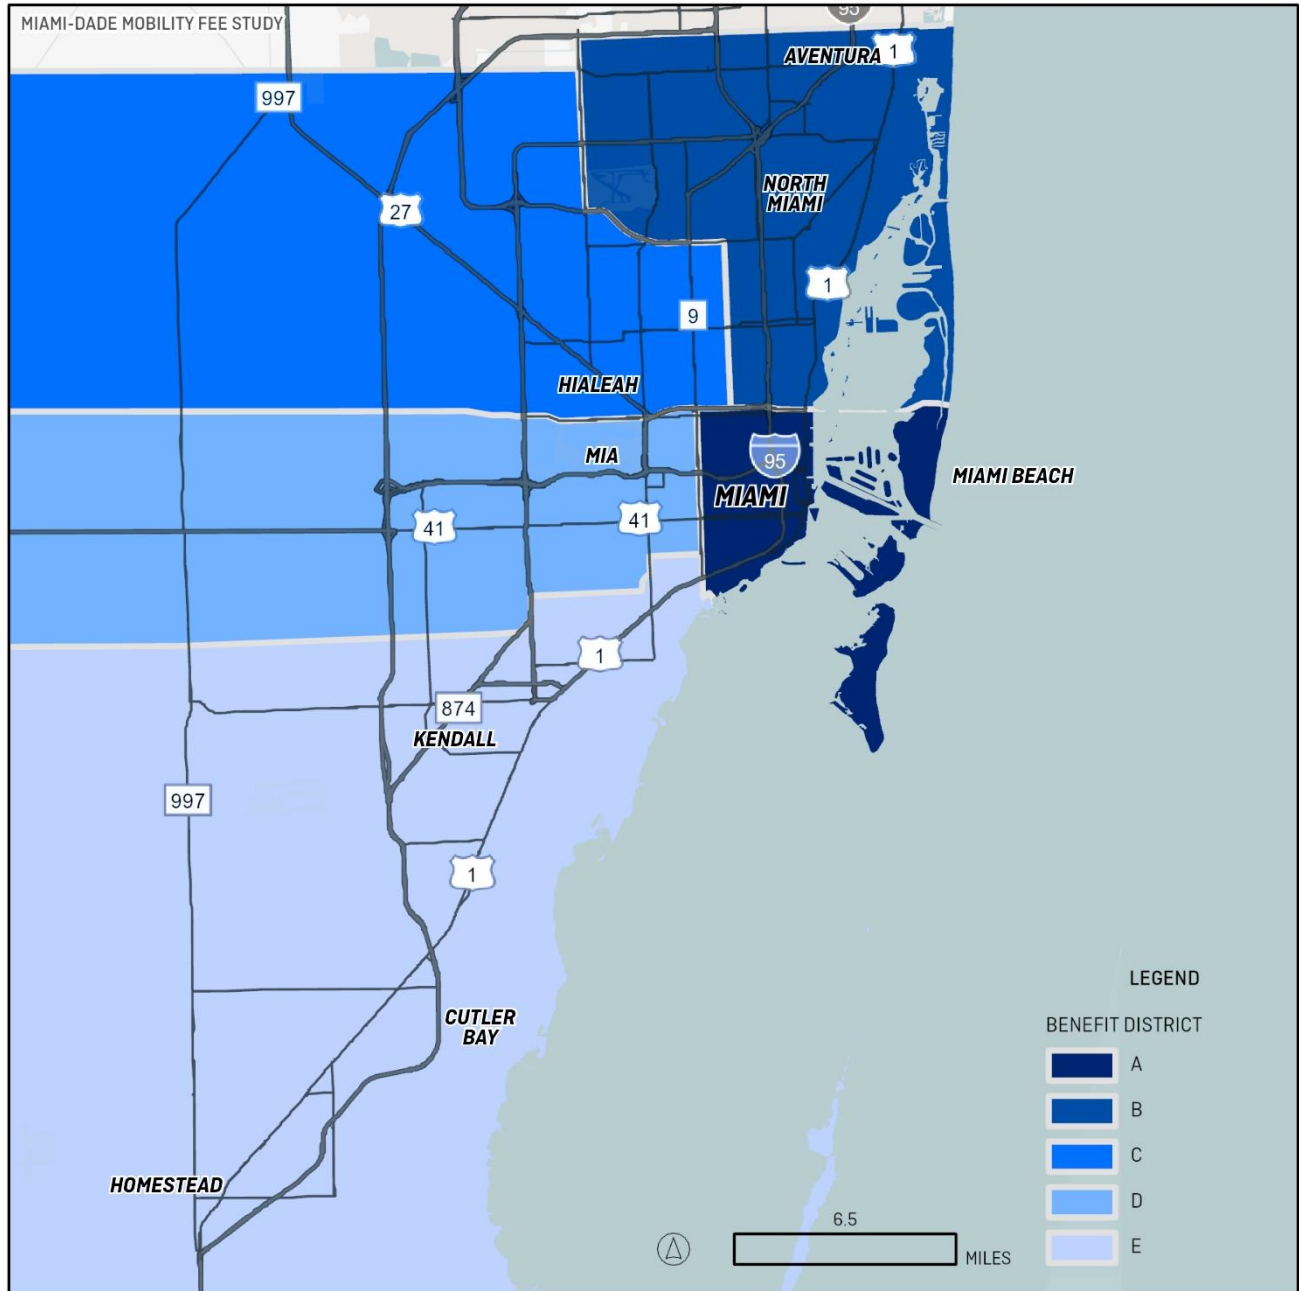 MIAMI-DADE MOBILITY FEE STUDY
95
AVENTURA
1
997
NORTH
MIAMI
27
1
9
HIALEAH
MIA
95
MIAMI
MIAMI BEACH
41
41
1
874
KENDALL
997
1
CUTLER
BAY
HOMESTEAD
LEGEND
BENEFIT DISTRICT
A
B
C
D
E
6.5
MILES